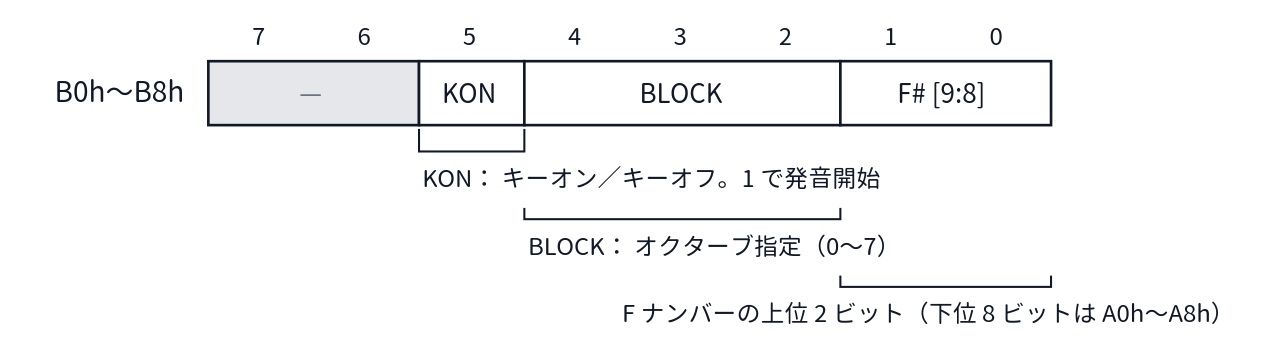 7 6 5 4 3 2 1 0
B0h～B8h — KON BLOCK F# [9:8]
KON： キーオン／キーオフ。1 で発音開始
BLOCK： オクターブ指定（0～7）
F ナンバーの上位 2 ビット（下位 8 ビットは A0h～A8h）